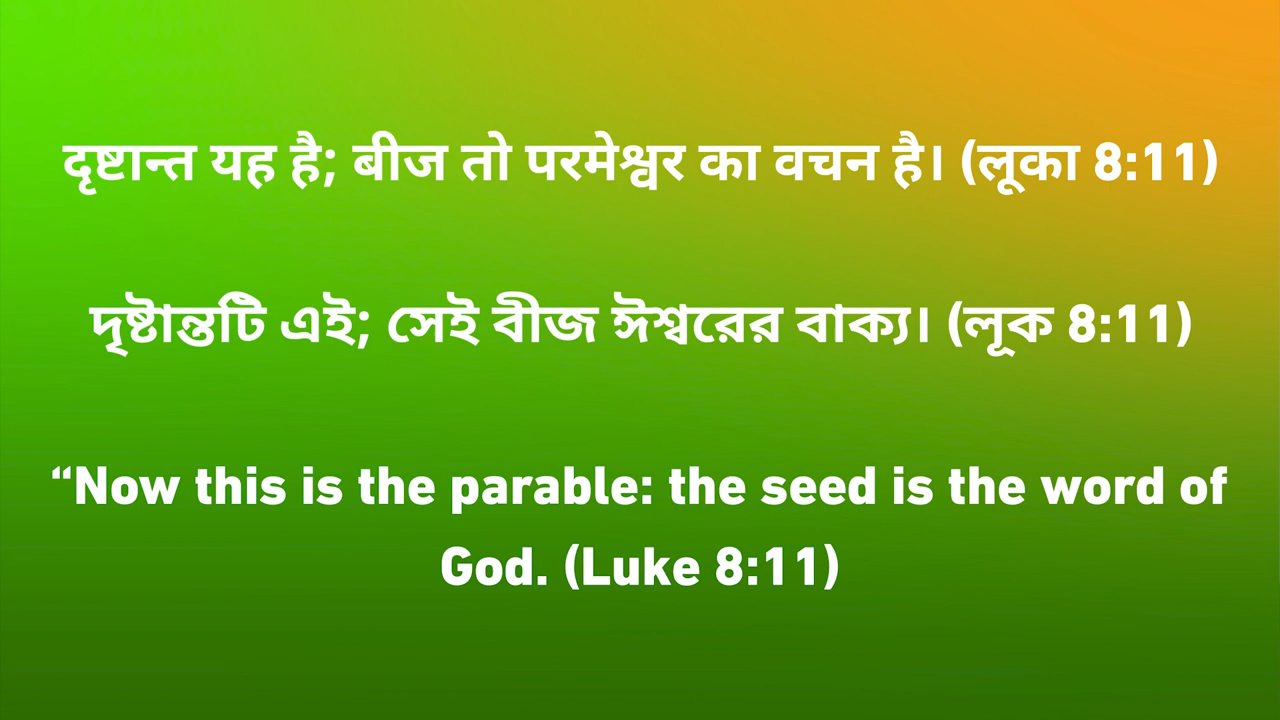 दृष्टान्त यह है; बीज तो परमेश्वर का वचन है। (लूका 8:11)
দৃষ্টান্তটি এই; সেই বীজ ঈশ্বরের বাক্য। (লূক 8:11)
“Now this is the parable: the seed is the word of
God. (Luke 8:11)